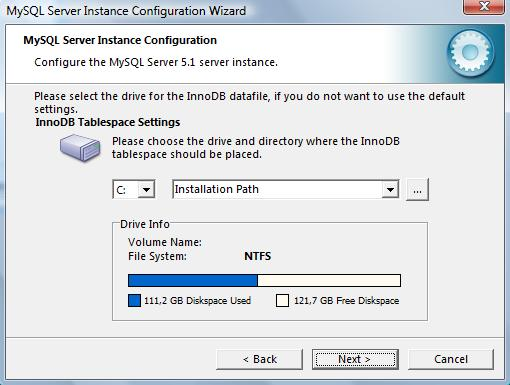 MySQL Server Instance Configuration Wizard
MySQL Server Instance Configuration
Configure the MySQL Server 5.1 server instance.
Please select the drive for the InnoDB datafile, if you do not want to use the default
settings.
InnoDB Tablespace Settings
Please choose the drive and directory where the InnoDB
tablespace should be placed.
C: Installation Path ...
Drive Info
Volume Name:
File System: NTFS
111,2 GB Diskspace Used 121,7 GB Free Diskspace
< Back Next > Cancel